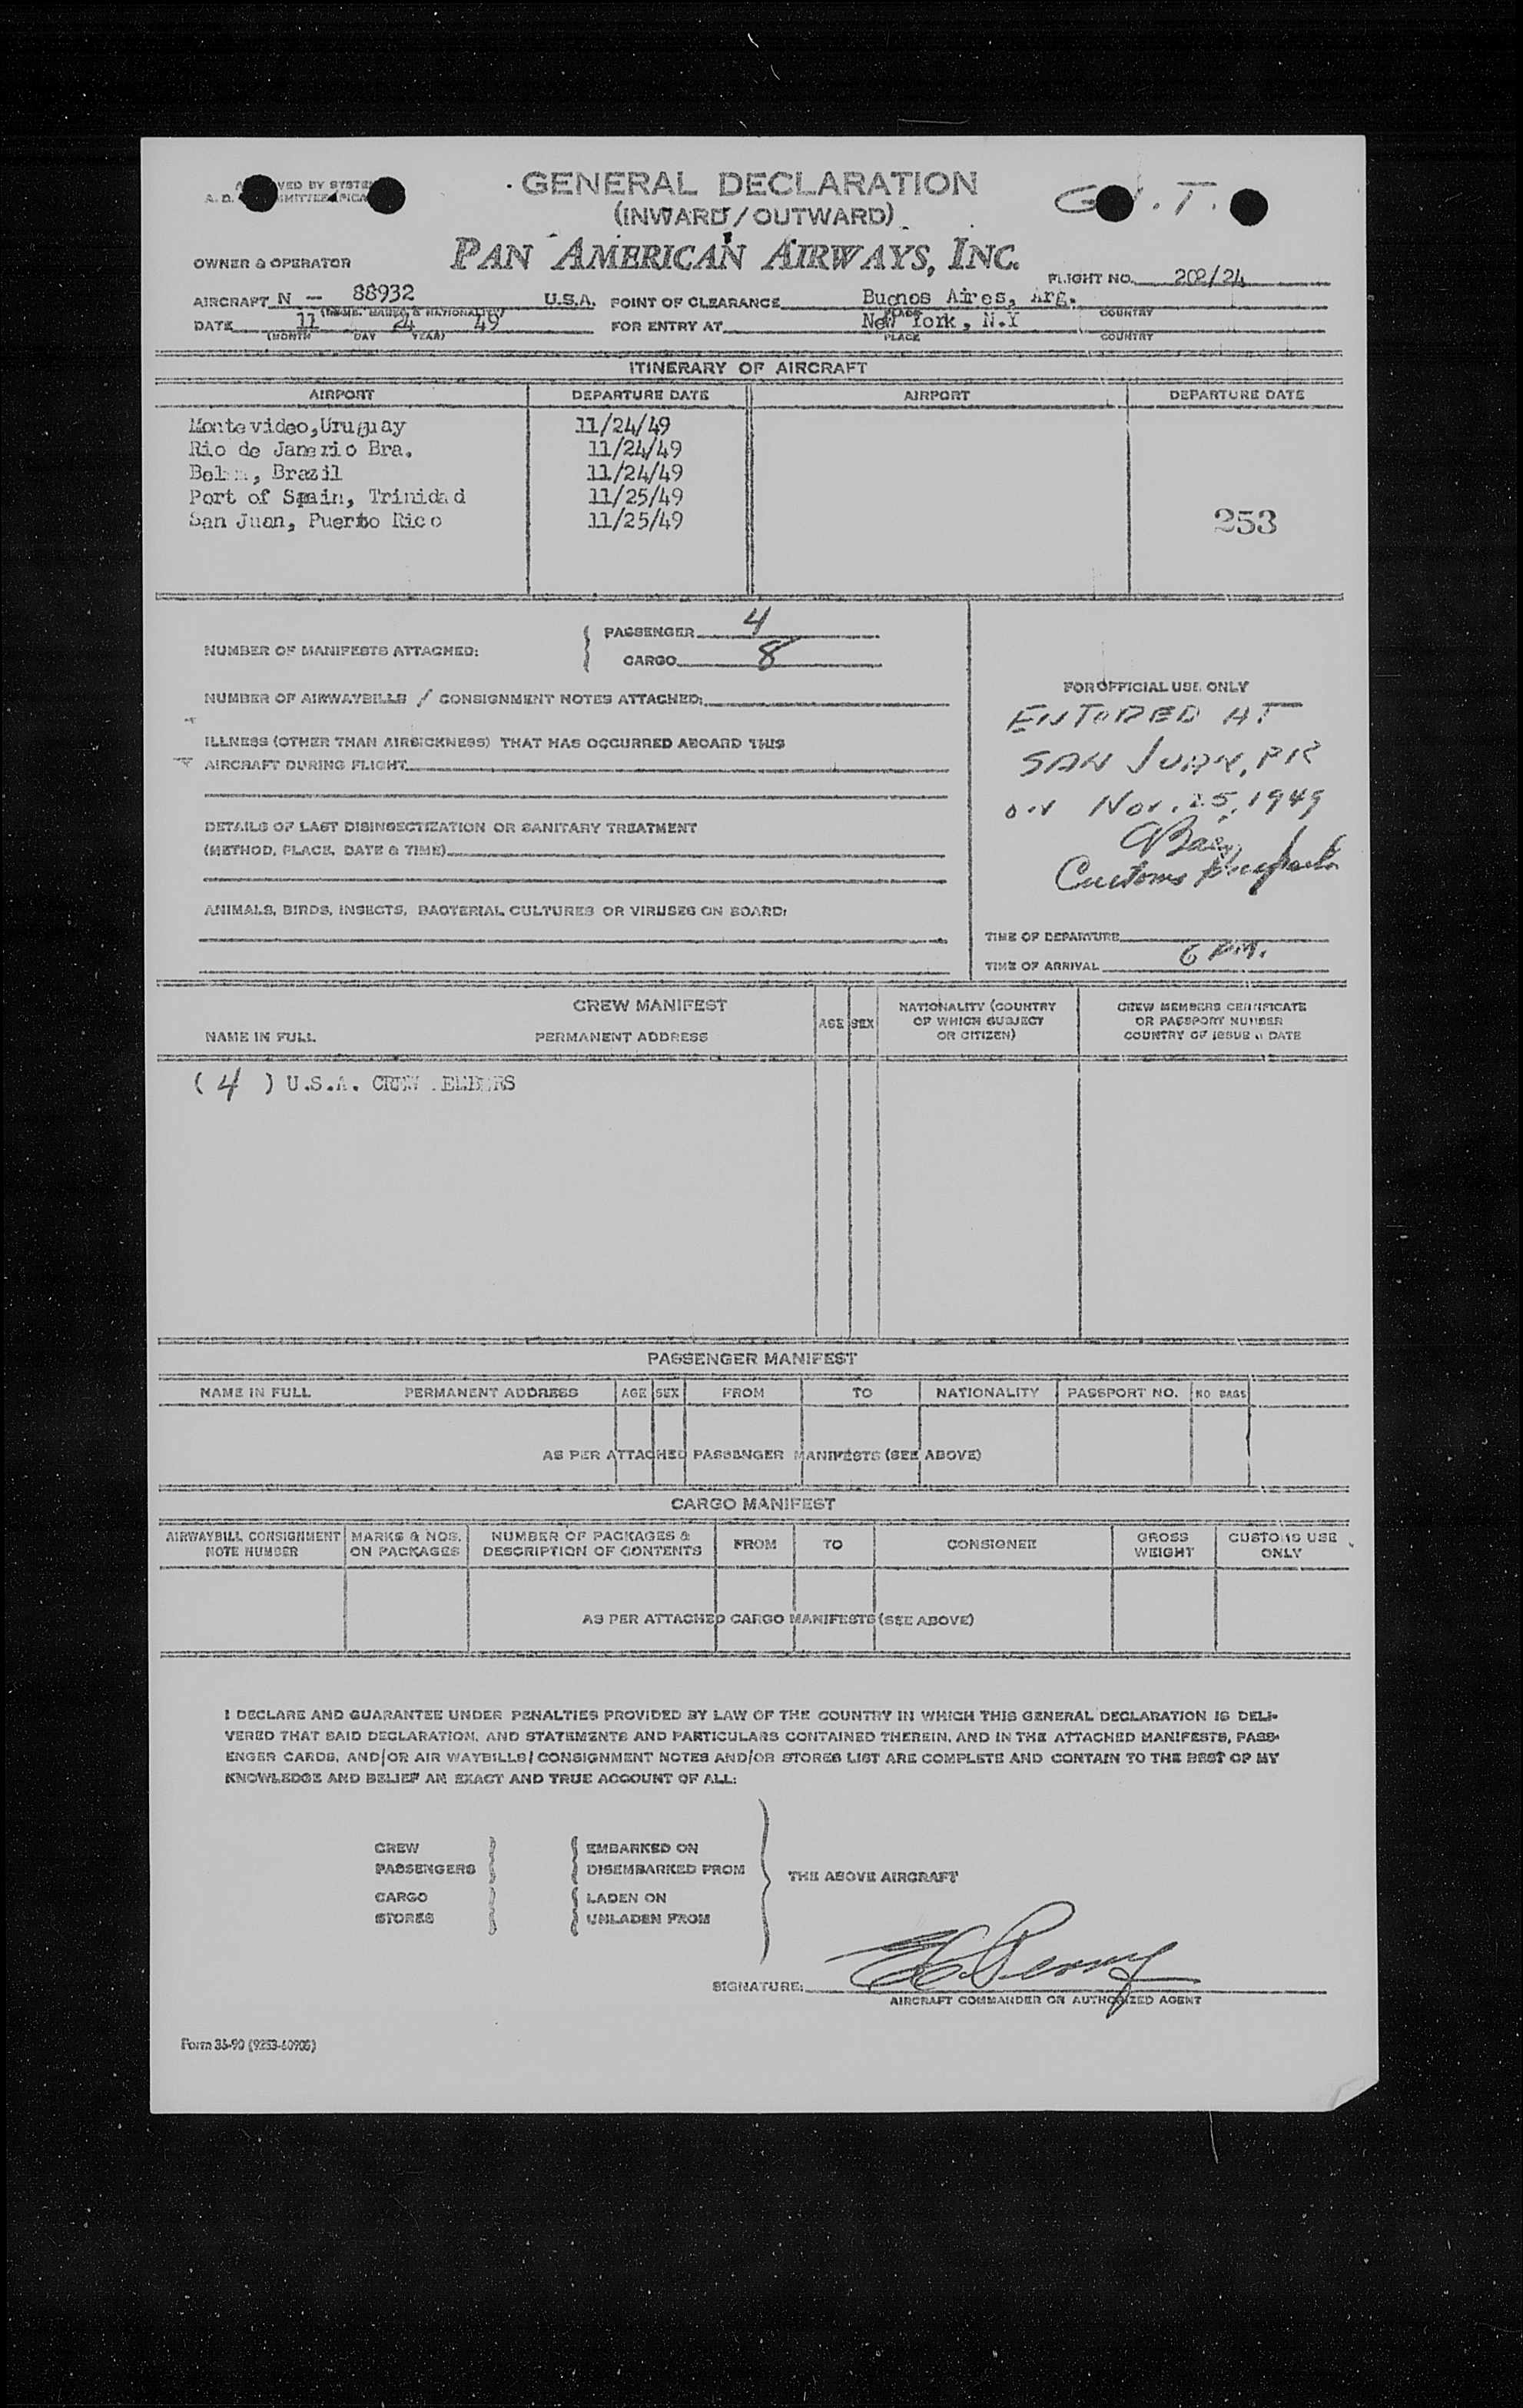 GENERAL DECLARATION
(INWARD/OUTWARD)
G . T.
OWNER & OPERATOR
PAN AMERICAN AIRWAYS, INC.
FLIGHT NO. 202/24
AIRCRAFT N - 88932 U.S.A. POINT OF CLEARANCE Buenos Aires, Arg.
(NAME, MARKS & NATIONALITY) PLACE COUNTRY
DATE 11 24 49 FOR ENTRY AT New York, N.Y
(MONTH DAY YEAR) PLACE COUNTRY
ITINERARY OF AIRCRAFT
AIRPORT DEPARTURE DATE AIRPORT DEPARTURE DATE
Montevideo,Uruguay 11/24/49
Rio de Janerio Bra. 11/24/49
Brazil 11/24/49
Port of Spain, Trinidad 11/25/49
San Juan, Puerto Rico 11/25/49
253
NUMBER OF MANIFESTS ATTACHED: { PASSENGER 4
CARGO 8
NUMBER OF AIRWAYBILLS / CONSIGNMENT NOTES ATTACHED:
ILLNESS (OTHER THAN AIRSICKNESS) THAT HAS OCCURRED ABOARD THIS
AIRCRAFT DURING FLIGHT
DETAILS OF LAST DISINSECTIZATION OR SANITARY TREATMENT
(METHOD, PLACE, DATE & TIME)
ANIMALS, BIRDS, INSECTS, BACTERIAL CULTURES OR VIRUSES ON BOARD:
FOR OFFICIAL USE ONLY
ENTERED AT
SAN JUAN, PR
on Nov. 25, 1949
Customs
TIME OF DEPARTURE
TIME OF ARRIVAL 6 PM.
CREW MANIFEST
NAME IN FULL PERMANENT ADDRESS AGE SEX NATIONALITY (COUNTRY OF WHICH SUBJECT OR CITIZEN) CREW MEMBERS CERTIFICATE OR PASSPORT NUMBER COUNTRY OF ISSUE & DATE
( 4 ) U.S.A. CREW MEMBERS
PASSENGER MANIFEST
NAME IN FULL PERMANENT ADDRESS AGE SEX FROM TO NATIONALITY PASSPORT NO. NO BAGS
AS PER ATTACHED PASSENGER MANIFESTS (SEE ABOVE)
CARGO MANIFEST
AIRWAYBILL CONSIGNMENT NOTE NUMBER MARKS & NOS. ON PACKAGES NUMBER OF PACKAGES & DESCRIPTION OF CONTENTS FROM TO CONSIGNEE GROSS WEIGHT CUSTOMS USE ONLY
AS PER ATTACHED CARGO MANIFESTS (SEE ABOVE)
I DECLARE AND GUARANTEE UNDER PENALTIES PROVIDED BY LAW OF THE COUNTRY IN WHICH THIS GENERAL DECLARATION IS DELI-
VERED THAT SAID DECLARATION, AND STATEMENTS AND PARTICULARS CONTAINED THEREIN, AND IN THE ATTACHED MANIFESTS, PASS-
ENGER CARDS, AND/OR AIR WAYBILLS/CONSIGNMENT NOTES AND/OR STORES LIST ARE COMPLETE AND CONTAIN TO THE BEST OF MY
KNOWLEDGE AND BELIEF AN EXACT AND TRUE ACCOUNT OF ALL:
CREW EMBARKED ON
PASSENGERS DISEMBARKED FROM
THE ABOVE AIRCRAFT
CARGO LADEN ON
STORES UNLADEN FROM
SIGNATURE:
AIRCRAFT COMMANDER OR AUTHORIZED AGENT